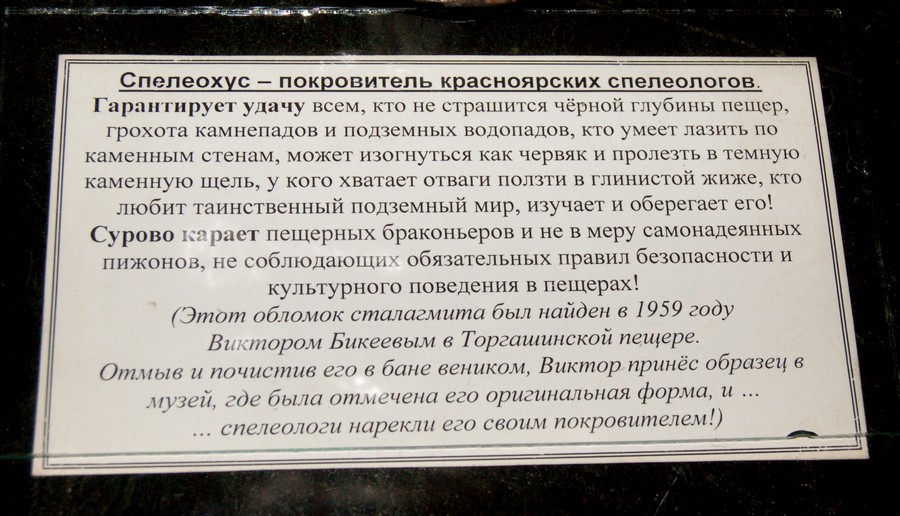 Спелеохус – покровитель красноярских спелеологов.
Гарантирует удачу всем, кто не страшится чёрной глубины пещер,
грохота камнепадов и подземных водопадов, кто умеет лазить по
каменным стенам, может изогнуться как червяк и пролезть в темную
каменную щель, у кого хватает отваги ползти в глинистой жиже, кто
любит таинственный подземный мир, изучает и оберегает его!
Сурово карает пещерных браконьеров и не в меру самонадеянных
пижонов, не соблюдающих обязательных правил безопасности и
культурного поведения в пещерах!
(Этот обломок сталагмита был найден в 1959 году
Виктором Бикеевым в Торгашинской пещере.
Отмыв и почистив его в бане веником, Виктор принёс образец в
музей, где была отмечена его оригинальная форма, и ...
... спелеологи нарекли его своим покровителем!)